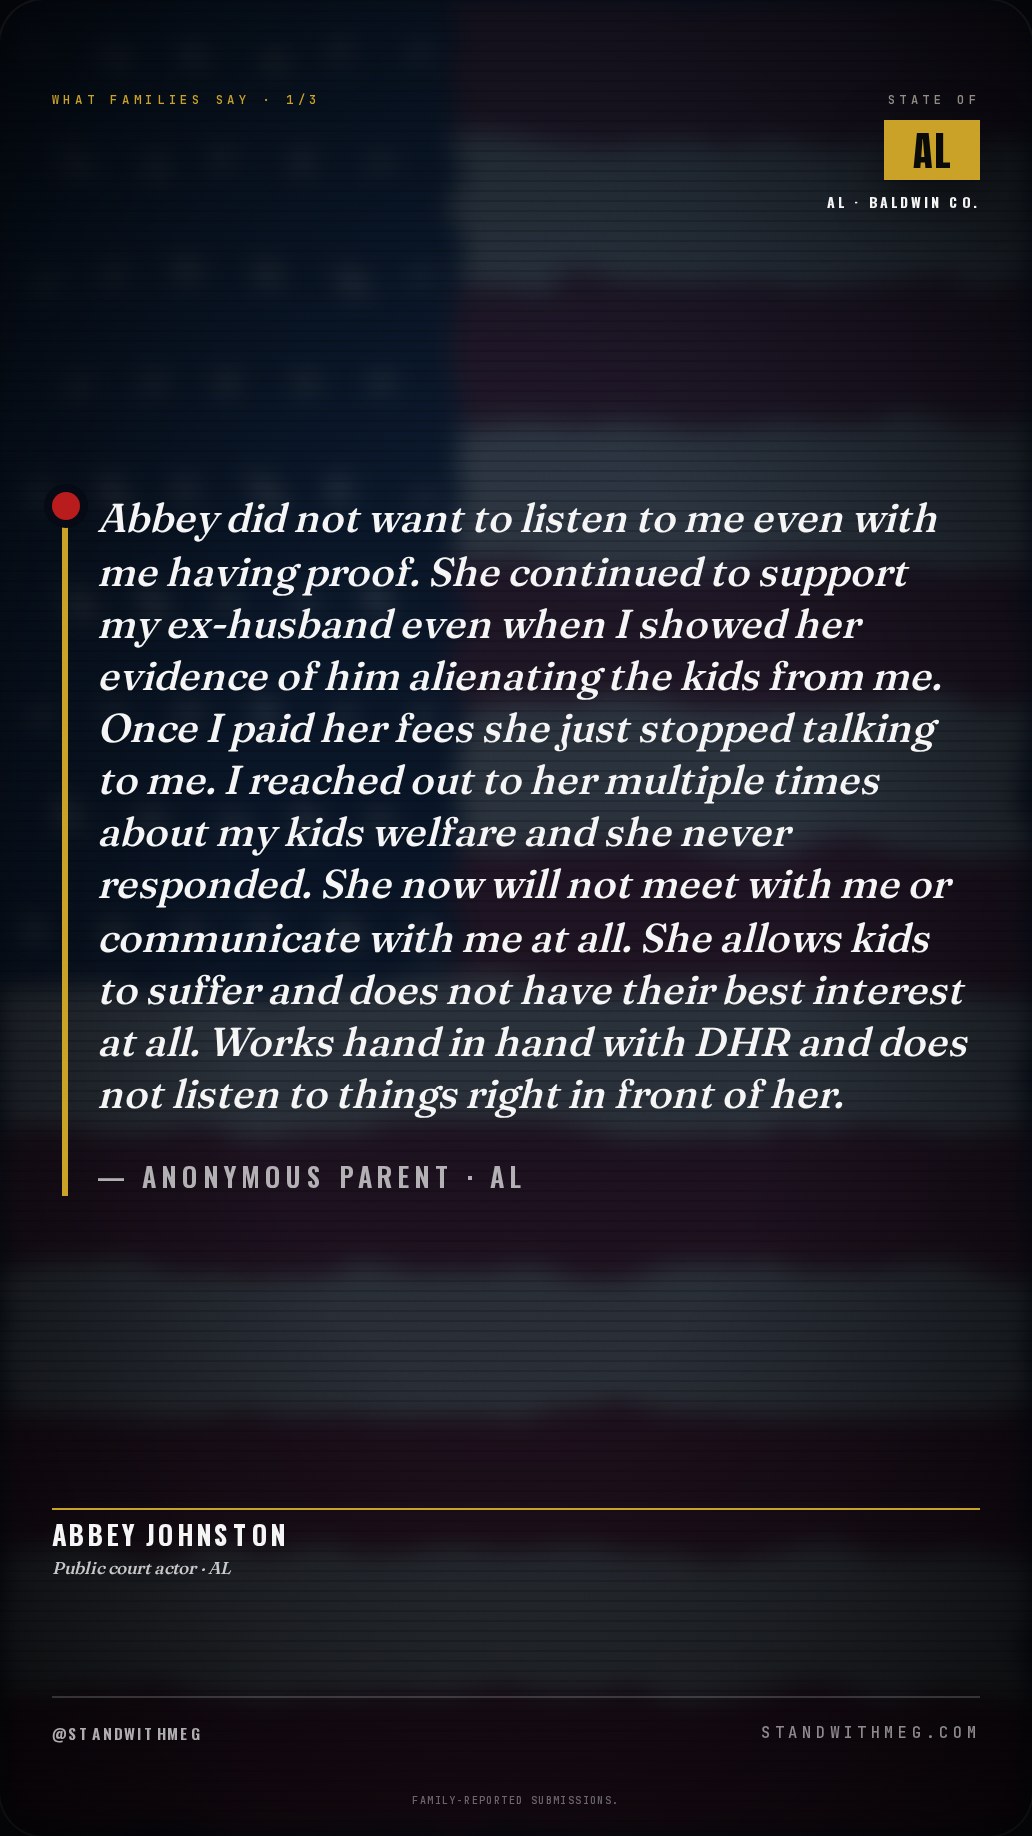 WHAT FAMILIES SAY · 1/3
STATE OF
AL
AL · BALDWIN CO.
Abbey did not want to listen to me even with
me having proof. She continued to support
my ex-husband even when I showed her
evidence of him alienating the kids from me.
Once I paid her fees she just stopped talking
to me. I reached out to her multiple times
about my kids welfare and she never
responded. She now will not meet with me or
communicate with me at all. She allows kids
to suffer and does not have their best interest
at all. Works hand in hand with DHR and does
not listen to things right in front of her.
— ANONYMOUS PARENT · AL
ABBEY JOHNSTON
Public court actor · AL
@STANDWITHMEG
STANDWITHMEG.COM
FAMILY-REPORTED SUBMISSIONS.